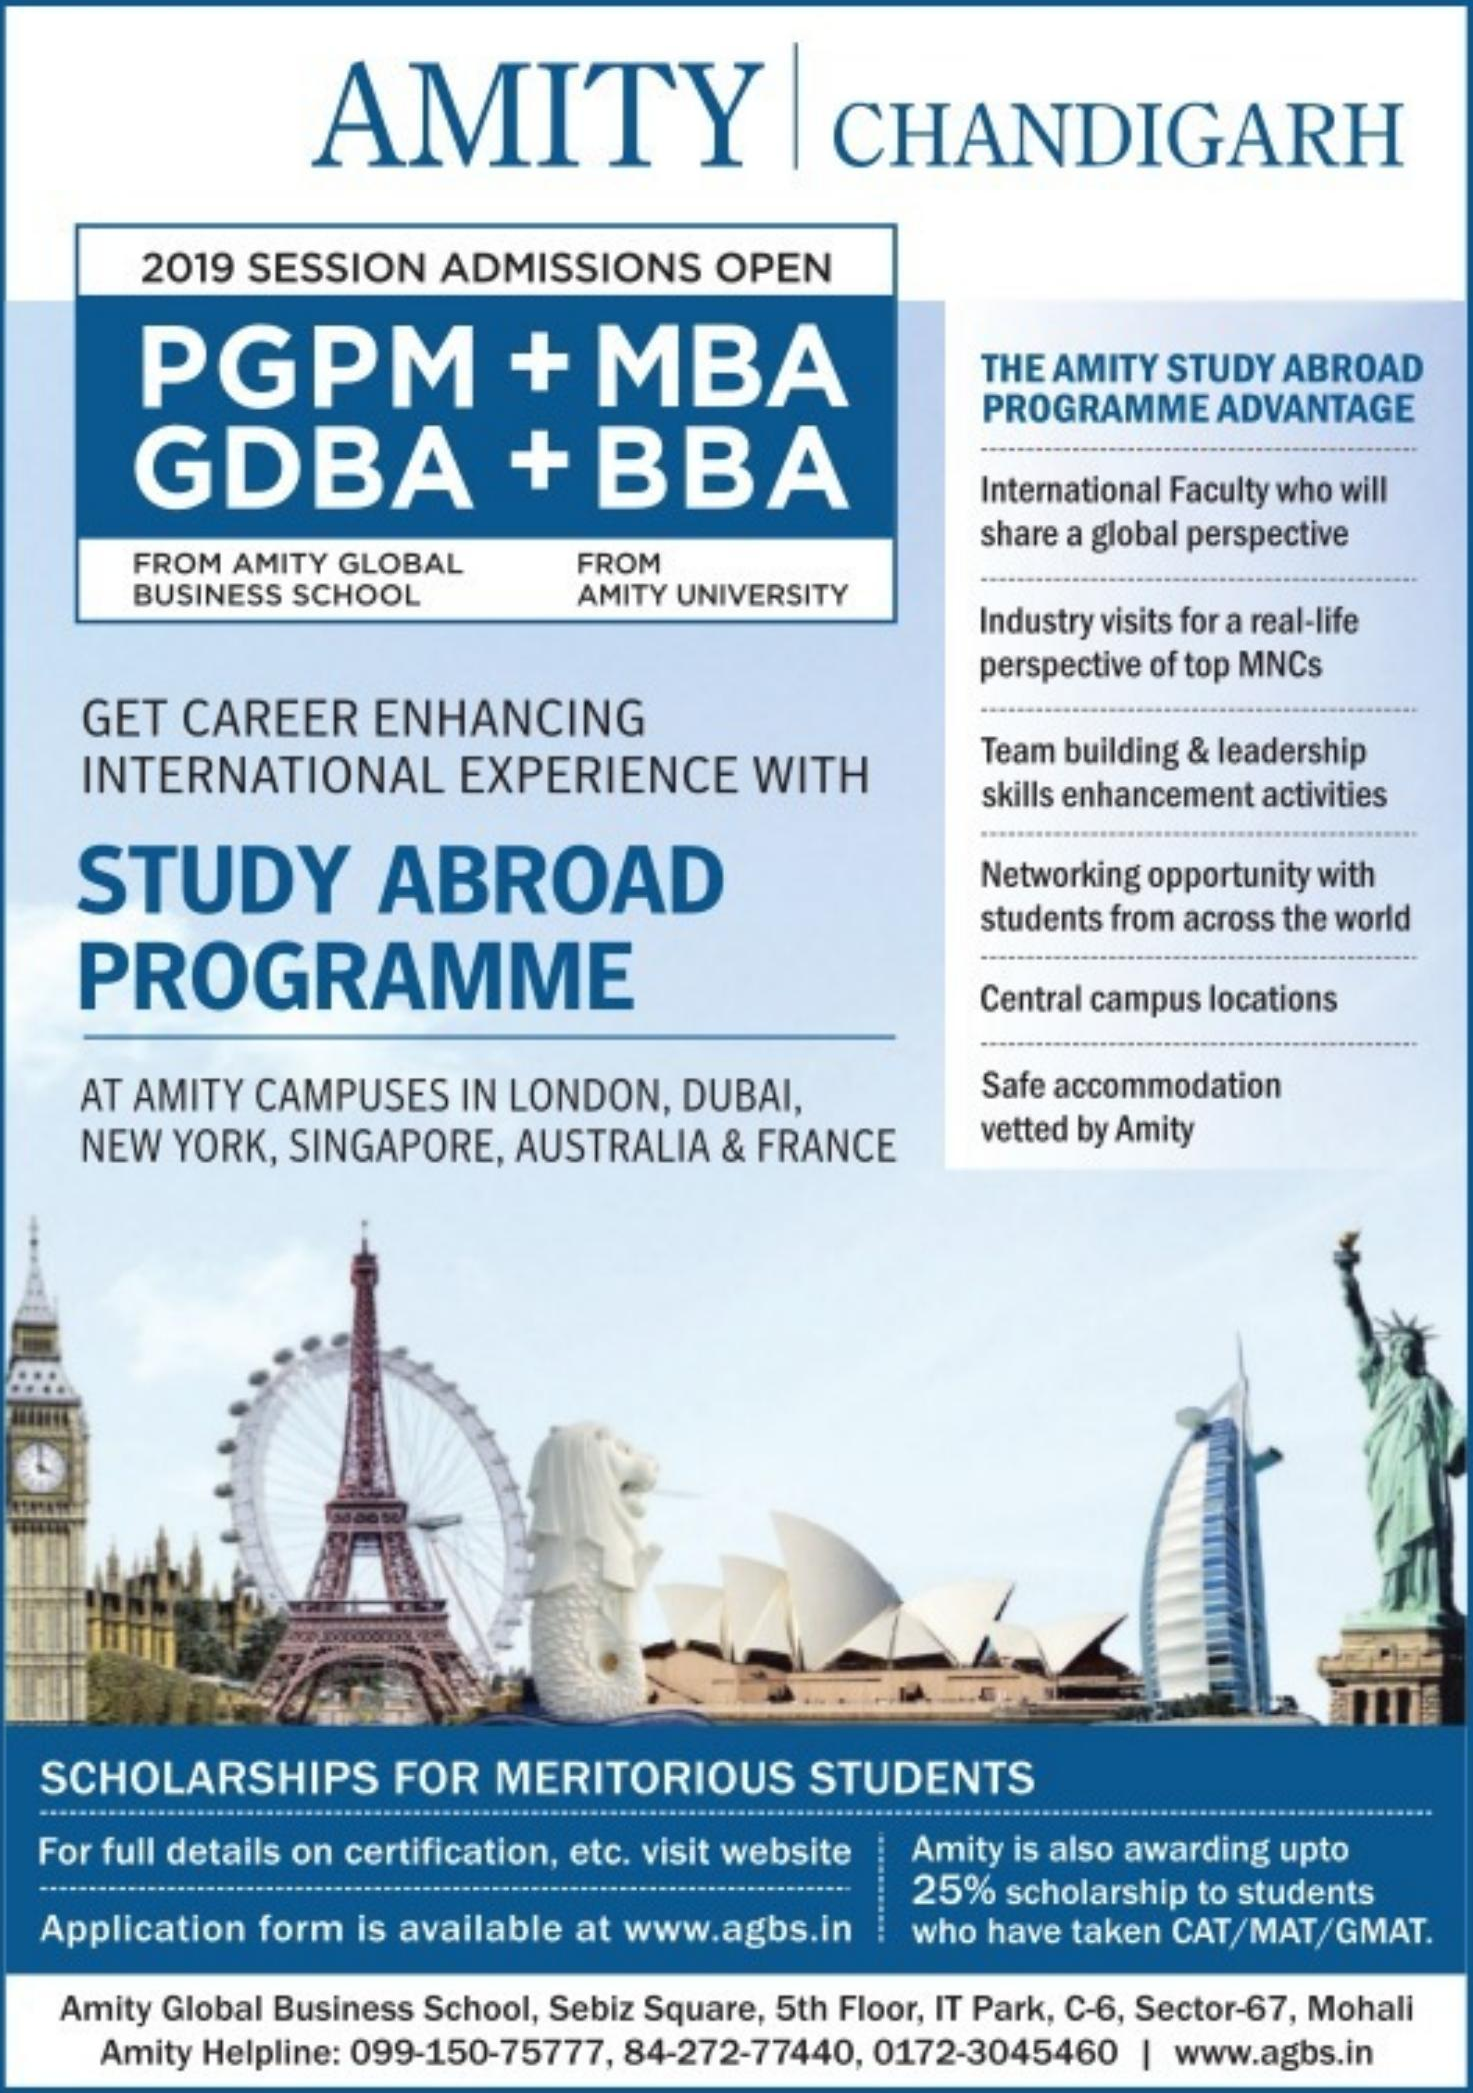 AMITY | CHANDIGARH
2019 SESSION ADMISSIONS OPEN
PGPM + MBA
GDBA + BBA
FROM AMITY GLOBAL
BUSINESS SCHOOL
FROM
AMITY UNIVERSITY
GET CAREER ENHANCING
INTERNATIONAL EXPERIENCE WITH
STUDY ABROAD
PROGRAMME
AT AMITY CAMPUSES IN LONDON, DUBAI,
NEW YORK, SINGAPORE, AUSTRALIA & FRANCE
THE AMITY STUDY ABROAD
PROGRAMME ADVANTAGE
International Faculty who will
share a global perspective
Industry visits for a real-life
perspective of top MNCs
Team building & leadership
skills enhancement activities
Networking opportunity with
students from across the world
Central campus locations
Safe accommodation
vetted by Amity
SCHOLARSHIPS FOR MERITORIOUS STUDENTS
For full details on certification, etc. visit website
Application form is available at www.agbs.in
Amity is also awarding upto
25% scholarship to students
who have taken CAT/MAT/GMAT.
Amity Global Business School, Sebiz Square, 5th Floor, IT Park, C-6, Sector-67, Mohali
Amity Helpline: 099-150-75777, 84-272-77440, 0172-3045460 | www.agbs.in